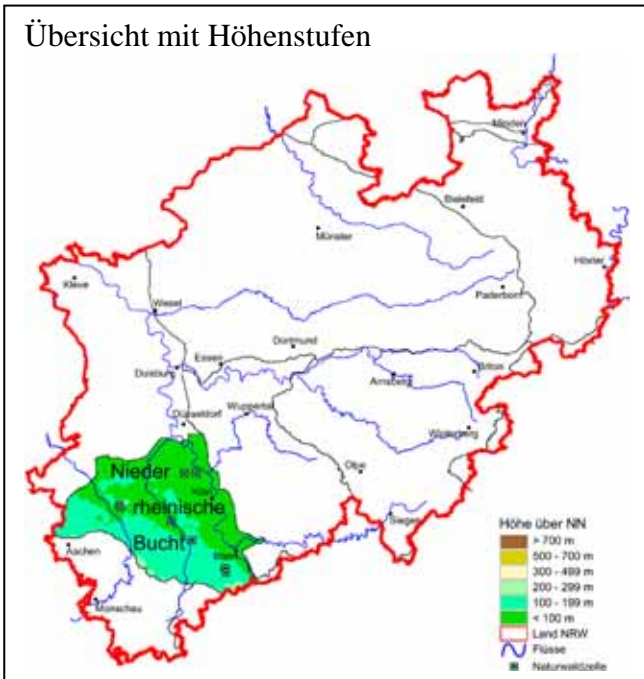 Übersicht mit Höhenstufen
Minden
Bielefeld
Münster
Höxter
Kleve
Paderborn
Wesel
Dortmund
Essen
Duisburg
Brilon
Arnsberg
Wuppertal
Düsseldorf
Winterberg
Olpe
Nieder
Köln
rheinische
Siegen
Bucht
Aachen
Bonn
Monschau
Höhe über NN
> 700 m
500 - 700 m
300 - 499 m
200 - 299 m
100 - 199 m
< 100 m
Land NRW
Flüsse
Naturwaldzelle